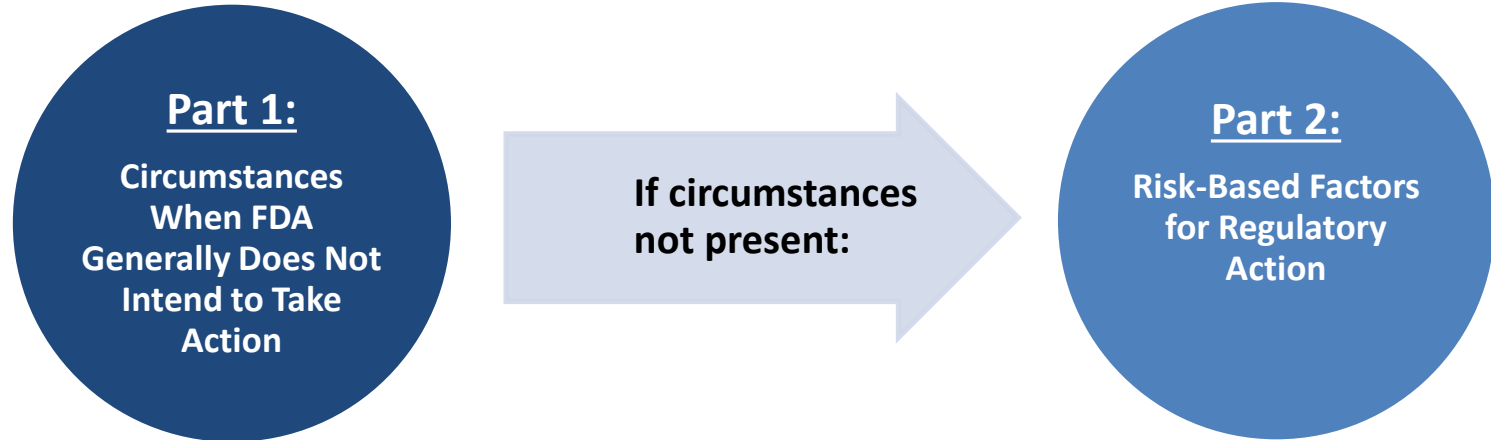 Part 1:
Circumstances
When FDA
Generally Does Not
Intend to Take
Action
If circumstances
not present:
Part 2:
Risk-Based Factors
for Regulatory
Action